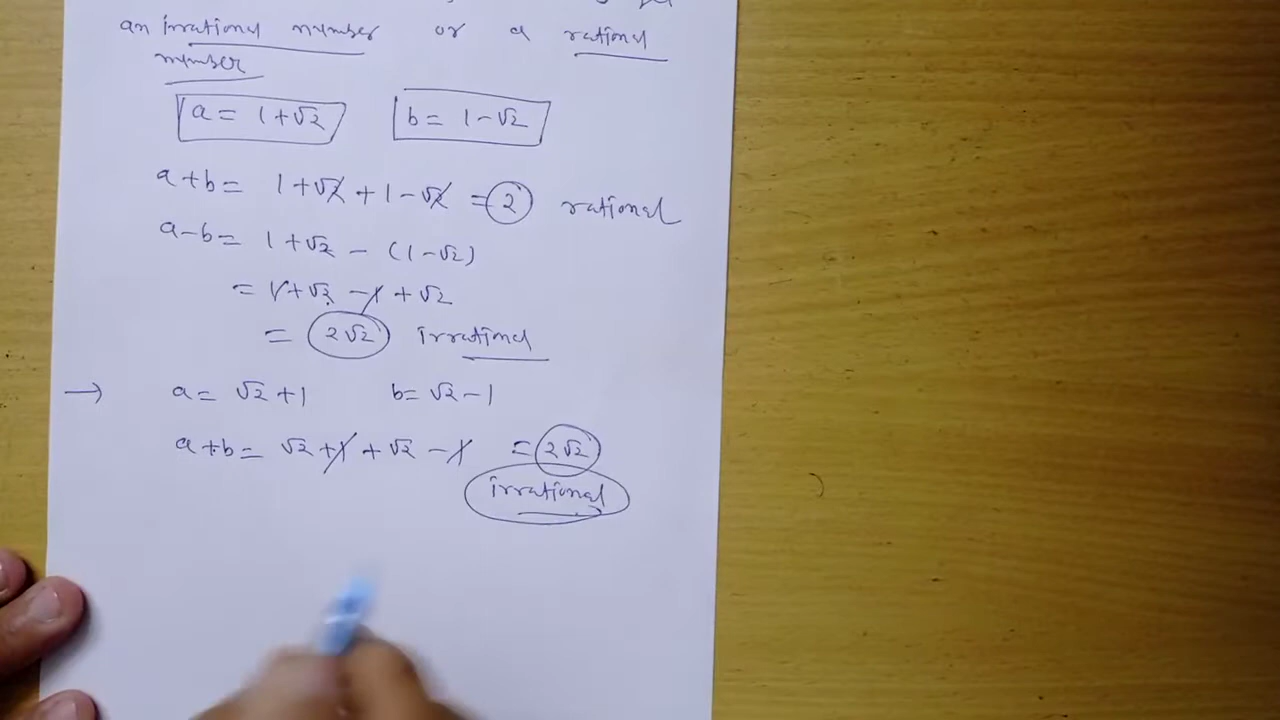 an irrational number or a rational
number
a = 1+√2 b = 1-√2
a+b = 1+√2 + 1-√2 = 2 rational
a-b = 1+√2 - (1-√2)
= 1+√2 -1 +√2
= 2√2 irrational
→ a = √2 +1 b = √2 -1
a+b = √2 +1 + √2 -1 = 2√2
irrational